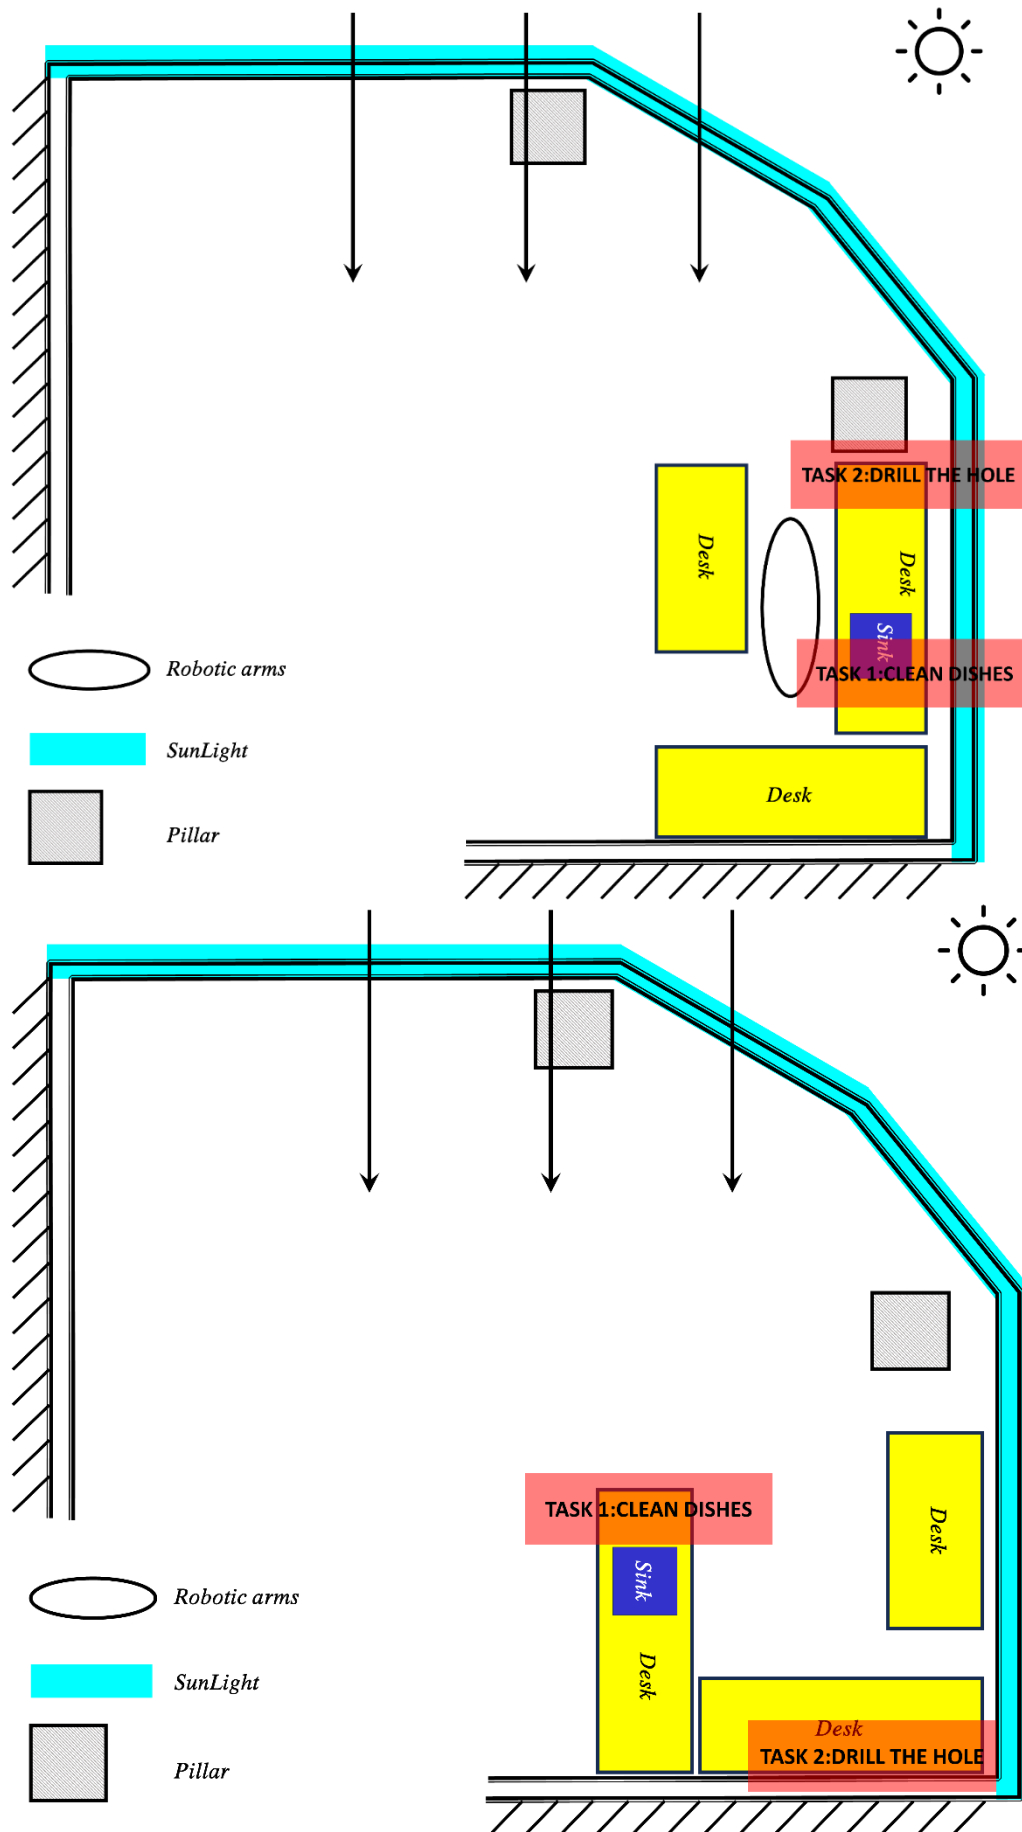 TASK 2:DRILL THE HOLE
Desk
Desk
Sink
TASK 1:CLEAN DISHES
Robotic arms
SunLight
Desk
Pillar
TASK 1:CLEAN DISHES
Desk
Sink
Robotic arms
Desk
SunLight
Desk
TASK 2:DRILL THE HOLE
Pillar